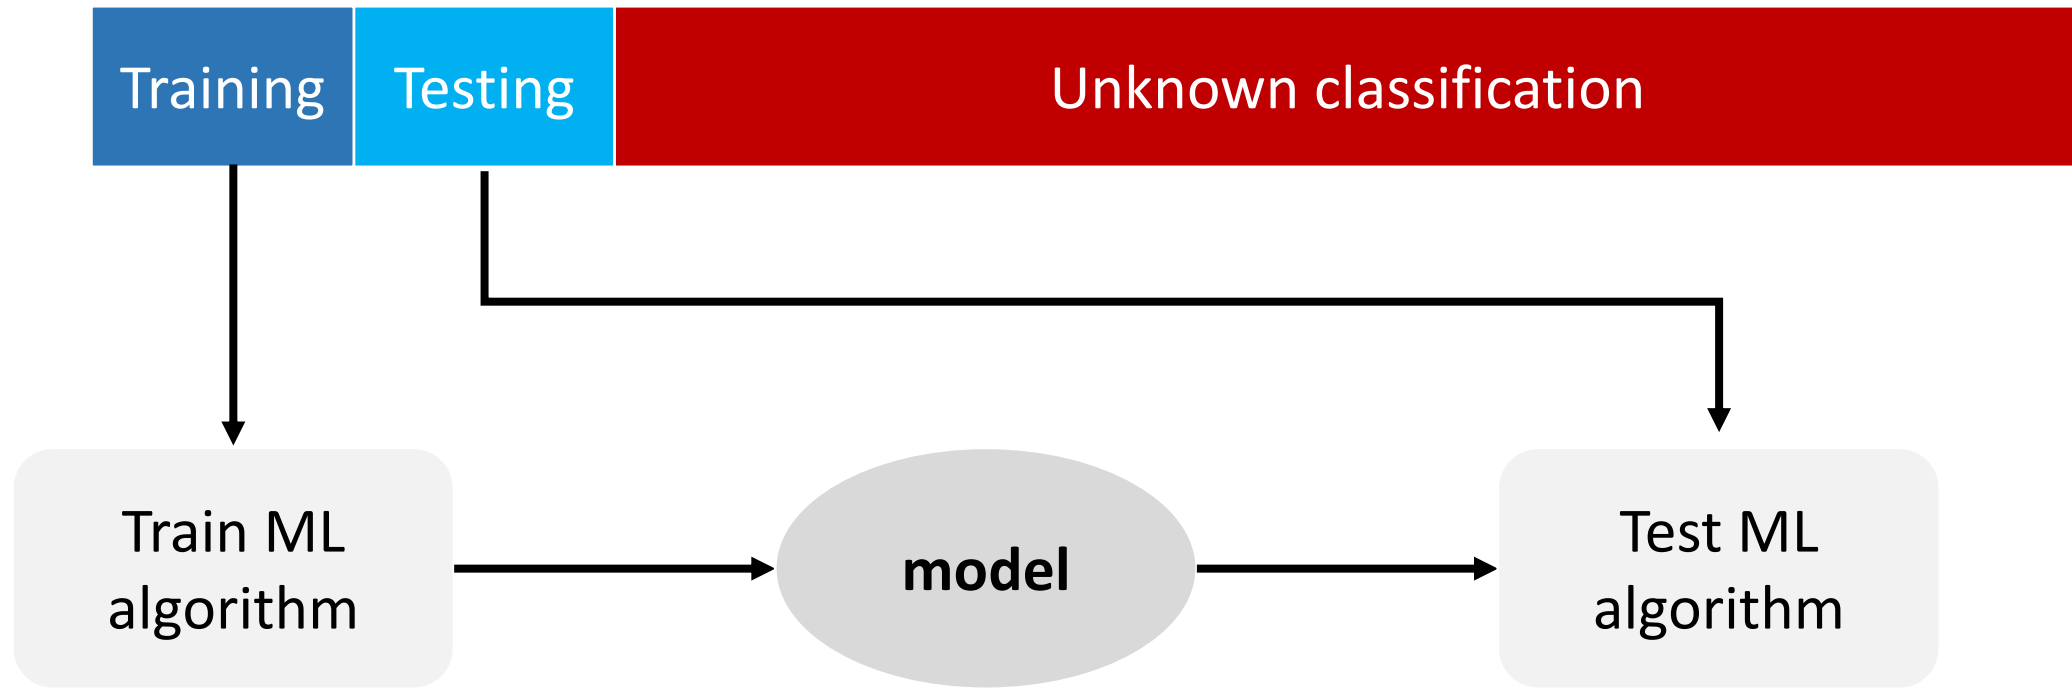 Training
Testing
Unknown classification
Train ML
algorithm
model
Test ML
algorithm